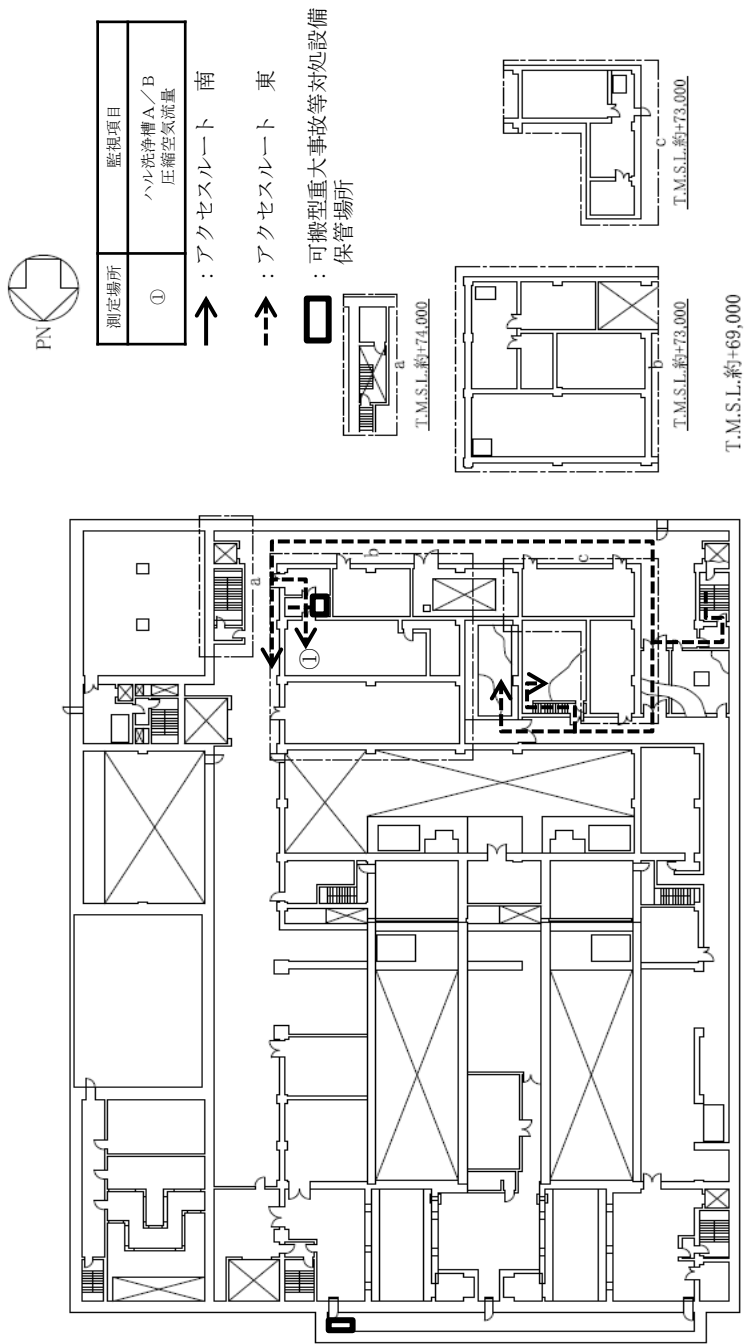 PN
測定場所
監視項目
①
ハル洗浄槽A/B
圧縮空気流量
：アクセスルート　南
：アクセスルート　東
：可搬型重大事故等対処設備
保管場所
a
T.M.S.L.約+74,000
b
T.M.S.L.約+73,000
c
T.M.S.L.約+73,000
T.M.S.L.約+69,000
a
b
c
①